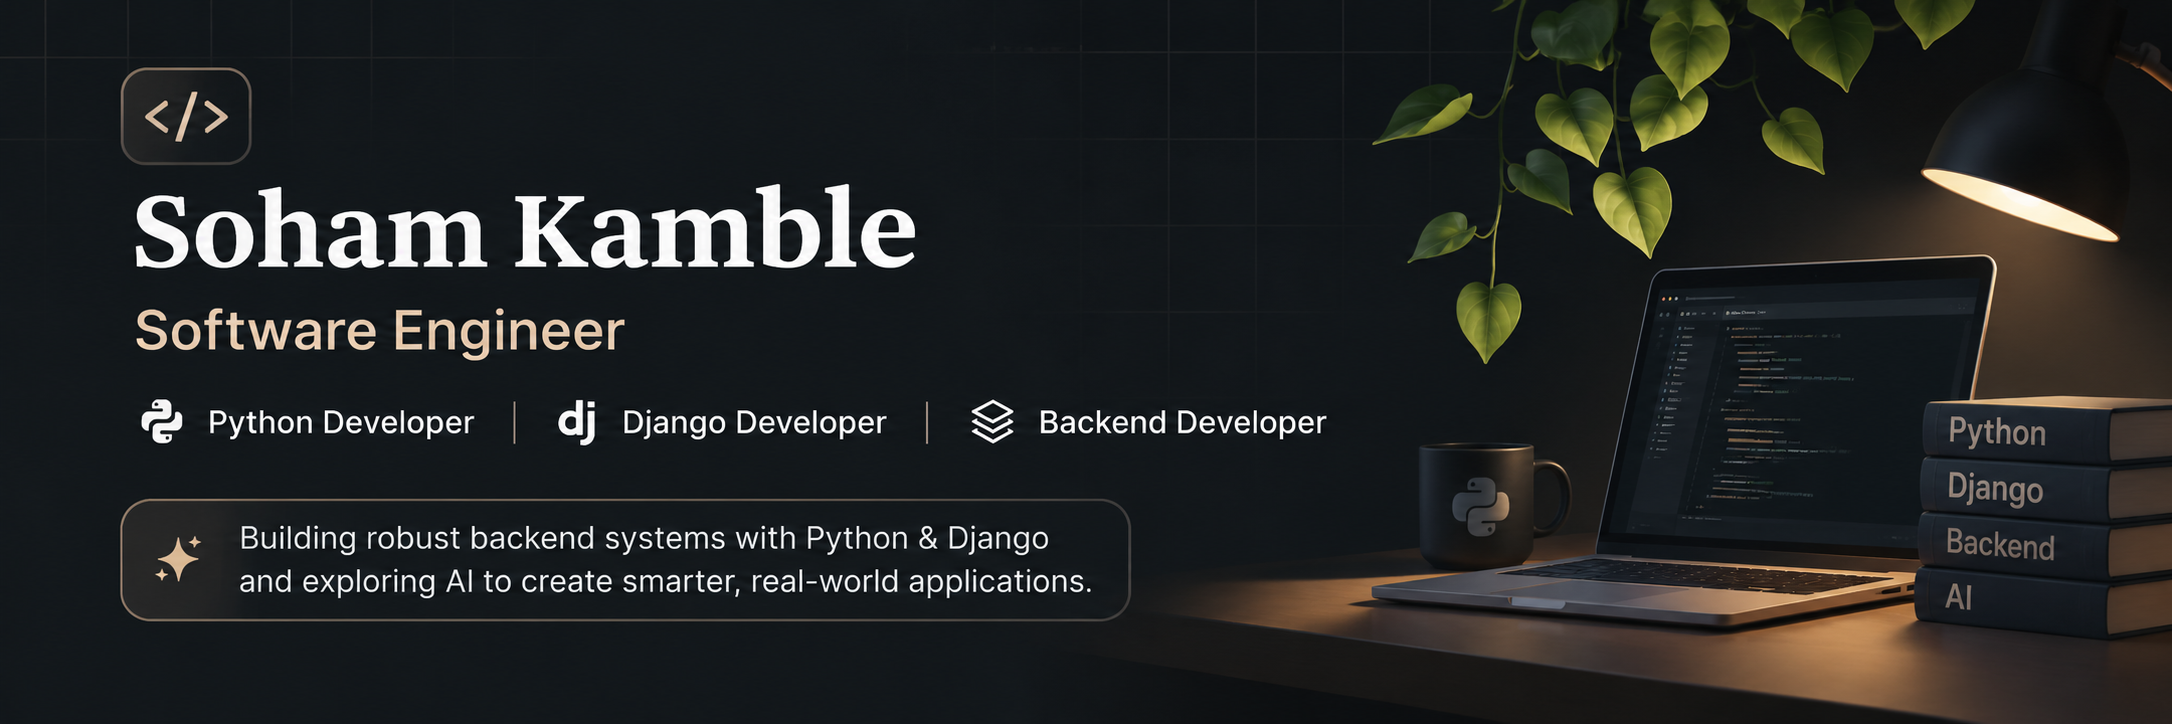 </>
Soham Kamble
Software Engineer
Python Developer
dj
Django Developer
Backend Developer
Building robust backend systems with Python & Django
and exploring AI to create smarter, real-world applications.
Python
Django
Backend
AI